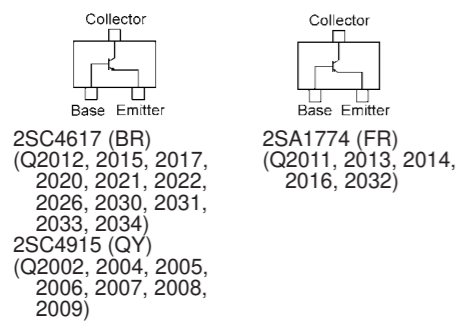 Collector
Base Emitter
2SC4617 (BR)
(Q2012, 2015, 2017,
2020, 2021, 2022,
2026, 2030, 2031,
2033, 2034)
2SC4915 (QY)
(Q2002, 2004, 2005,
2006, 2007, 2008,
2009)
Collector
Base Emitter
2SA1774 (FR)
(Q2011, 2013, 2014,
2016, 2032)